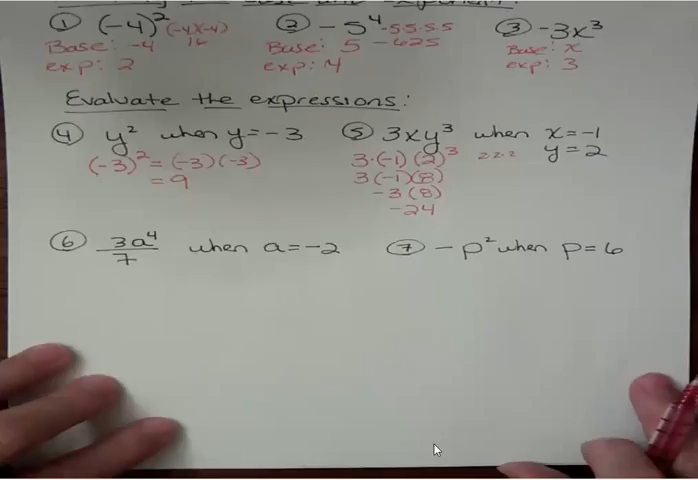 ① (-4)² (-4)(-4) ② -5⁴ -5·5·5·5 ③ -3x³
Base: -4 16 Base: 5 -625 Base: x
exp: 2 exp: 4 exp: 3
Evaluate the expressions:
④ y² when y=-3 ⑤ 3xy³ when x=-1
(-3)² = (-3)(-3) 3·(-1)(2)³ 2·2·2 y=2
= 9 3(-1)(8)
-3(8)
-24
⑥ 3a⁴/7 when a=-2 ⑦ -p² when p=6